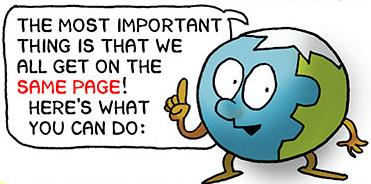 THE MOST IMPORTANT
THING IS THAT WE
ALL GET ON THE
SAME PAGE!
HERE'S WHAT
YOU CAN DO: